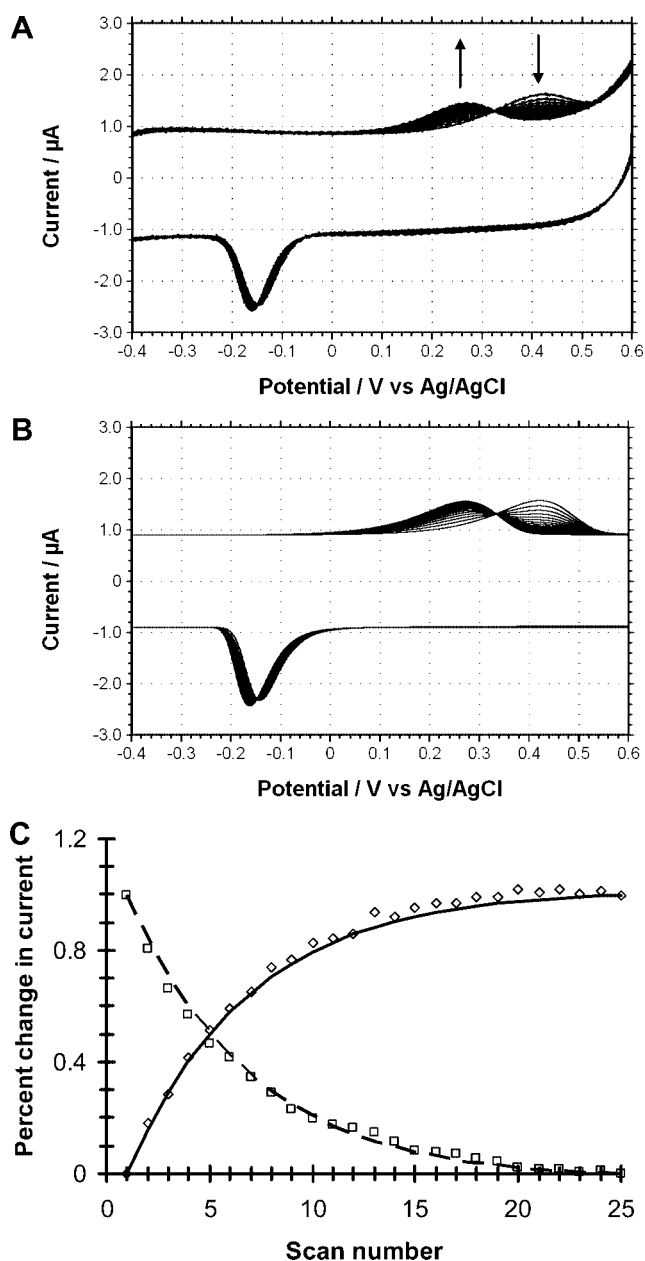 A
3.0
2.0
1.0
0
-1.0
-2.0
-3.0
Current / µA
-0.4 -0.3 -0.2 -0.1 0 0.1 0.2 0.3 0.4 0.5 0.6
Potential / V vs Ag/AgCl
B
3.0
2.0
1.0
0
-1.0
-2.0
-3.0
Current / µA
-0.4 -0.3 -0.2 -0.1 0 0.1 0.2 0.3 0.4 0.5 0.6
Potential / V vs Ag/AgCl
C
1.2
0.8
0.4
0
Percent change in current
0 5 10 15 20 25
Scan number